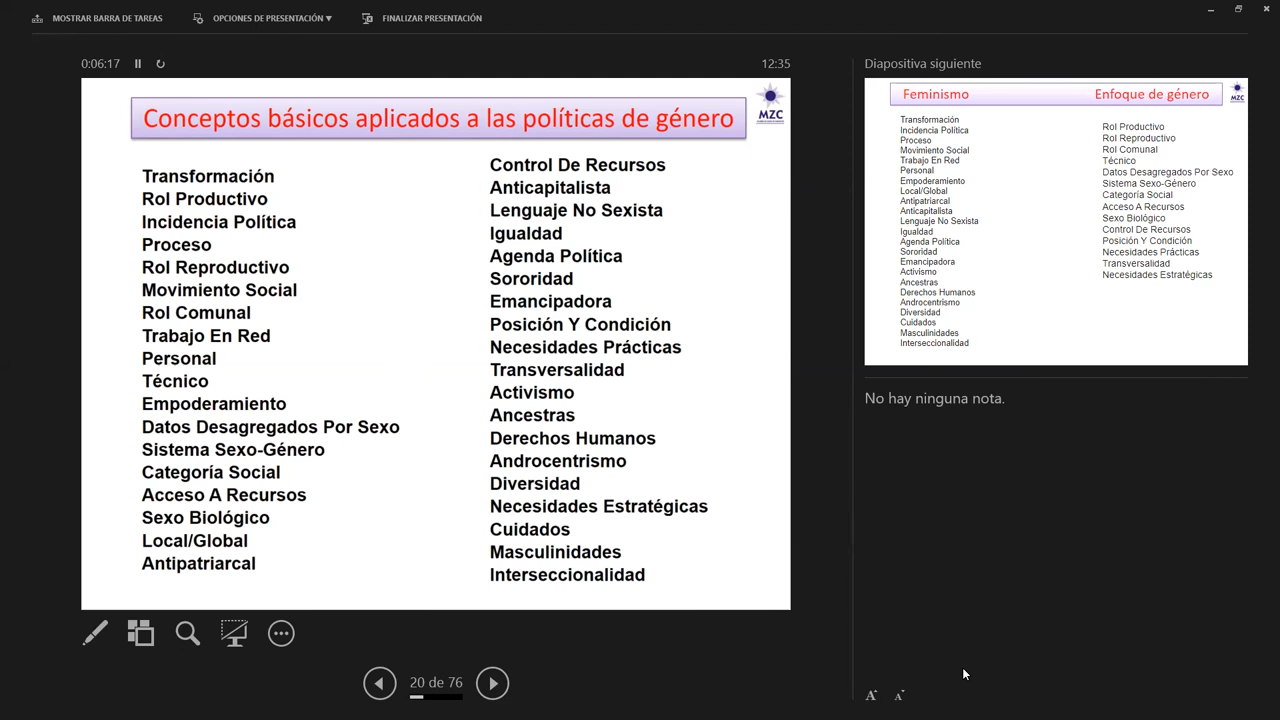 MOSTRAR BARRA DE TAREAS
OPCIONES DE PRESENTACIÓN ▼
FINALIZAR PRESENTACIÓN
0:06:17
12:35
Conceptos básicos aplicados a las políticas de género
MZC
Transformación
Rol Productivo
Incidencia Política
Proceso
Rol Reproductivo
Movimiento Social
Rol Comunal
Trabajo En Red
Personal
Técnico
Empoderamiento
Datos Desagregados Por Sexo
Sistema Sexo-Género
Categoría Social
Acceso A Recursos
Sexo Biológico
Local/Global
Antipatriarcal
Control De Recursos
Anticapitalista
Lenguaje No Sexista
Igualdad
Agenda Política
Sororidad
Emancipadora
Posición Y Condición
Necesidades Prácticas
Transversalidad
Activismo
Ancestras
Derechos Humanos
Androcentrismo
Diversidad
Necesidades Estratégicas
Cuidados
Masculinidades
Interseccionalidad
20 de 76
Diapositiva siguiente
Feminismo
Enfoque de género
MZC
Transformación
Incidencia Política
Proceso
Movimiento Social
Trabajo En Red
Personal
Empoderamiento
Local/Global
Antipatriarcal
Anticapitalista
Lenguaje No Sexista
Igualdad
Agenda Política
Sororidad
Emancipadora
Activismo
Ancestras
Derechos Humanos
Androcentrismo
Diversidad
Cuidados
Masculinidades
Interseccionalidad
Rol Productivo
Rol Reproductivo
Rol Comunal
Técnico
Datos Desagregados Por Sexo
Sistema Sexo-Género
Categoría Social
Acceso A Recursos
Sexo Biológico
Control De Recursos
Posición Y Condición
Necesidades Prácticas
Transversalidad
Necesidades Estratégicas
No hay ninguna nota.
A
A